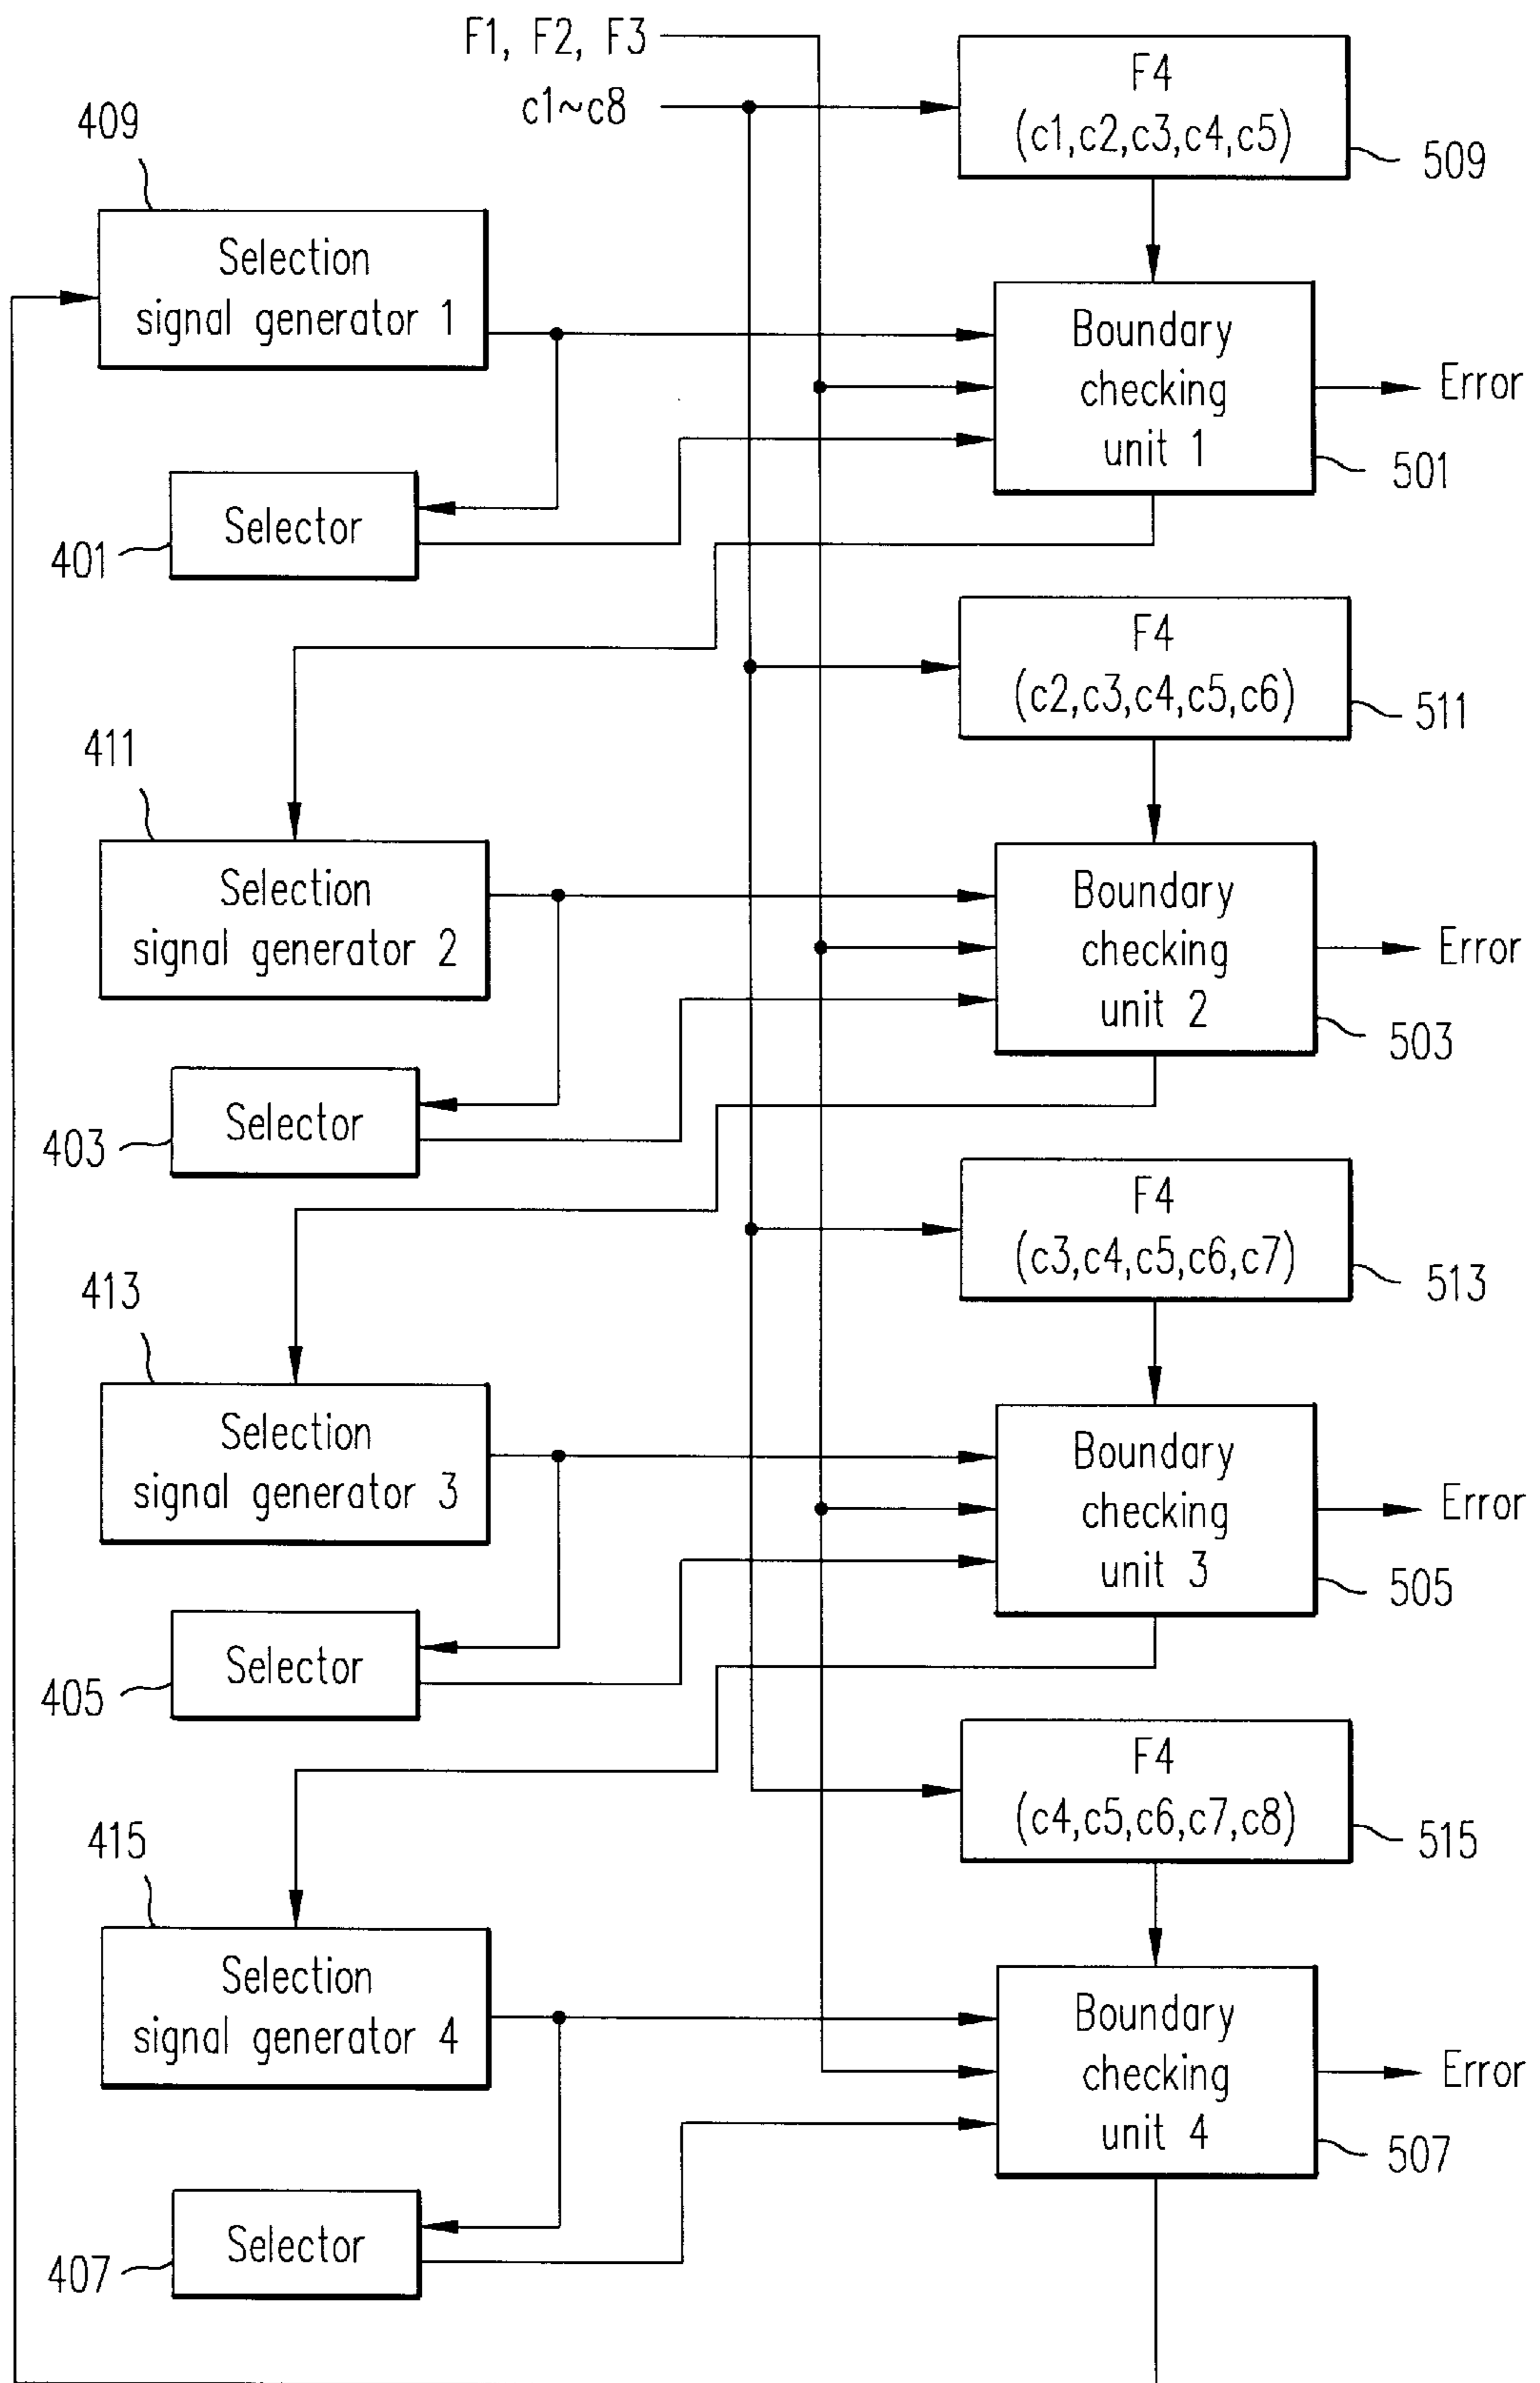 F1, F2, F3
c1~c8
F4
(c1,c2,c3,c4,c5)
509
409
Selection
signal generator 1
Boundary
checking
unit 1
Error
501
Selector
401
F4
(c2,c3,c4,c5,c6)
511
411
Selection
signal generator 2
Boundary
checking
unit 2
Error
503
Selector
403
F4
(c3,c4,c5,c6,c7)
513
413
Selection
signal generator 3
Boundary
checking
unit 3
Error
505
Selector
405
F4
(c4,c5,c6,c7,c8)
515
415
Selection
signal generator 4
Boundary
checking
unit 4
Error
507
Selector
407